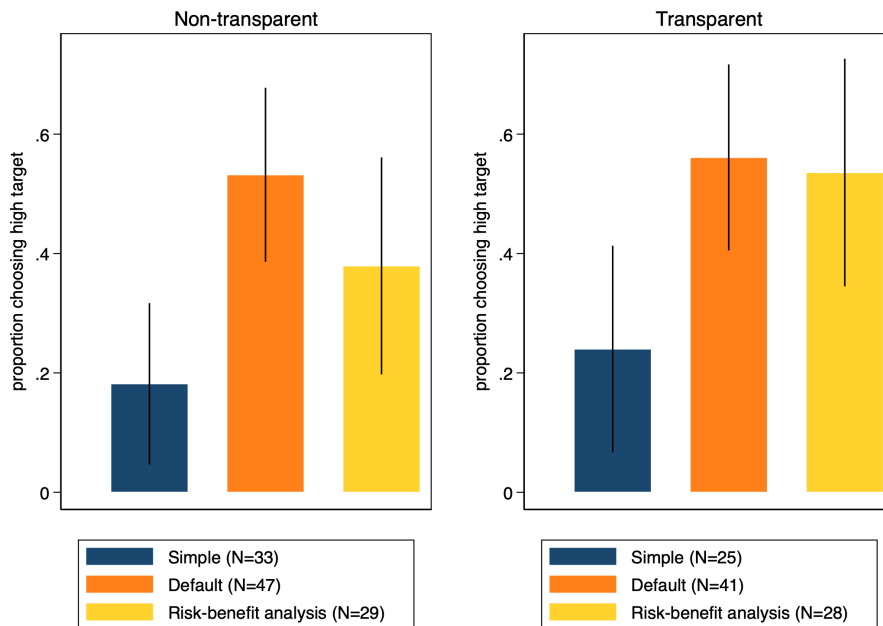 Non-transparent
proportion choosing high target
.6
.4
.2
0
Simple (N=33)
Default (N=47)
Risk-benefit analysis (N=29)
Transparent
proportion choosing high target
.6
.4
.2
0
Simple (N=25)
Default (N=41)
Risk-benefit analysis (N=28)